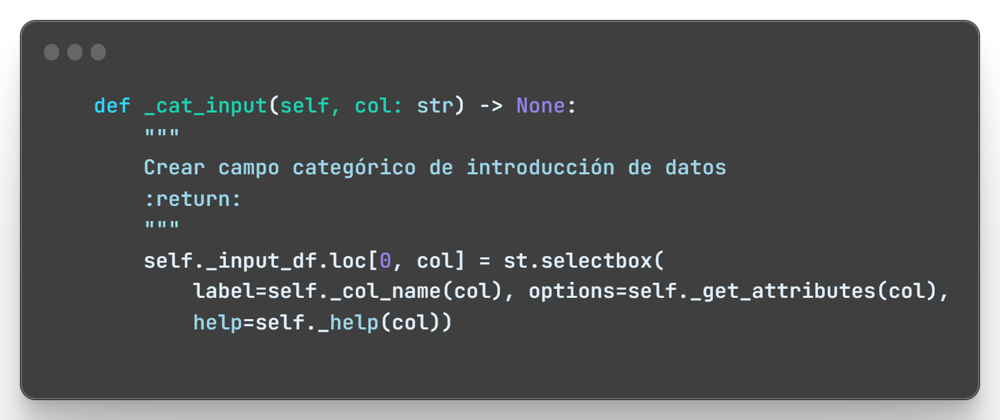 def _cat_input(self, col: str) -> None:
    """
    Crear campo categórico de introducción de datos
    :return:
    """
    self._input_df.loc[0, col] = st.selectbox(
        label=self._col_name(col), options=self._get_attributes(col),
        help=self._help(col))